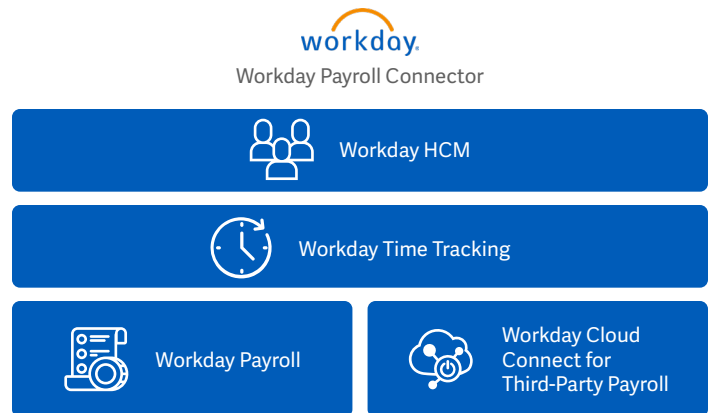 workday.
Workday Payroll Connector
Workday HCM
Workday Time Tracking
Workday Payroll
Workday Cloud
Connect for
Third-Party Payroll